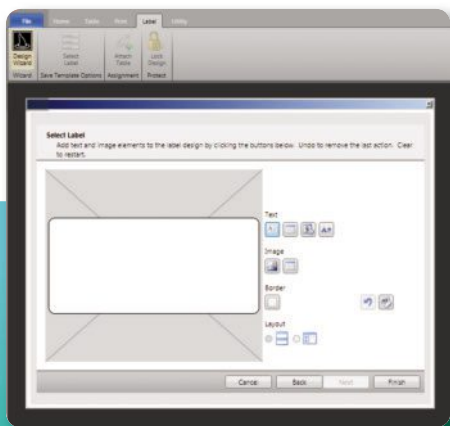 File Home Table Print Label Utility
Design Wizard
Select Label
Attach Table
Lock Design
Wizard Save Template Options Assignment Protect
Select Label
Add text and image elements to the label design by clicking the buttons below. Undo to remove the last action. Clear
to restart.
Text
Image
Border
Layout
Cancel Back Next Finish